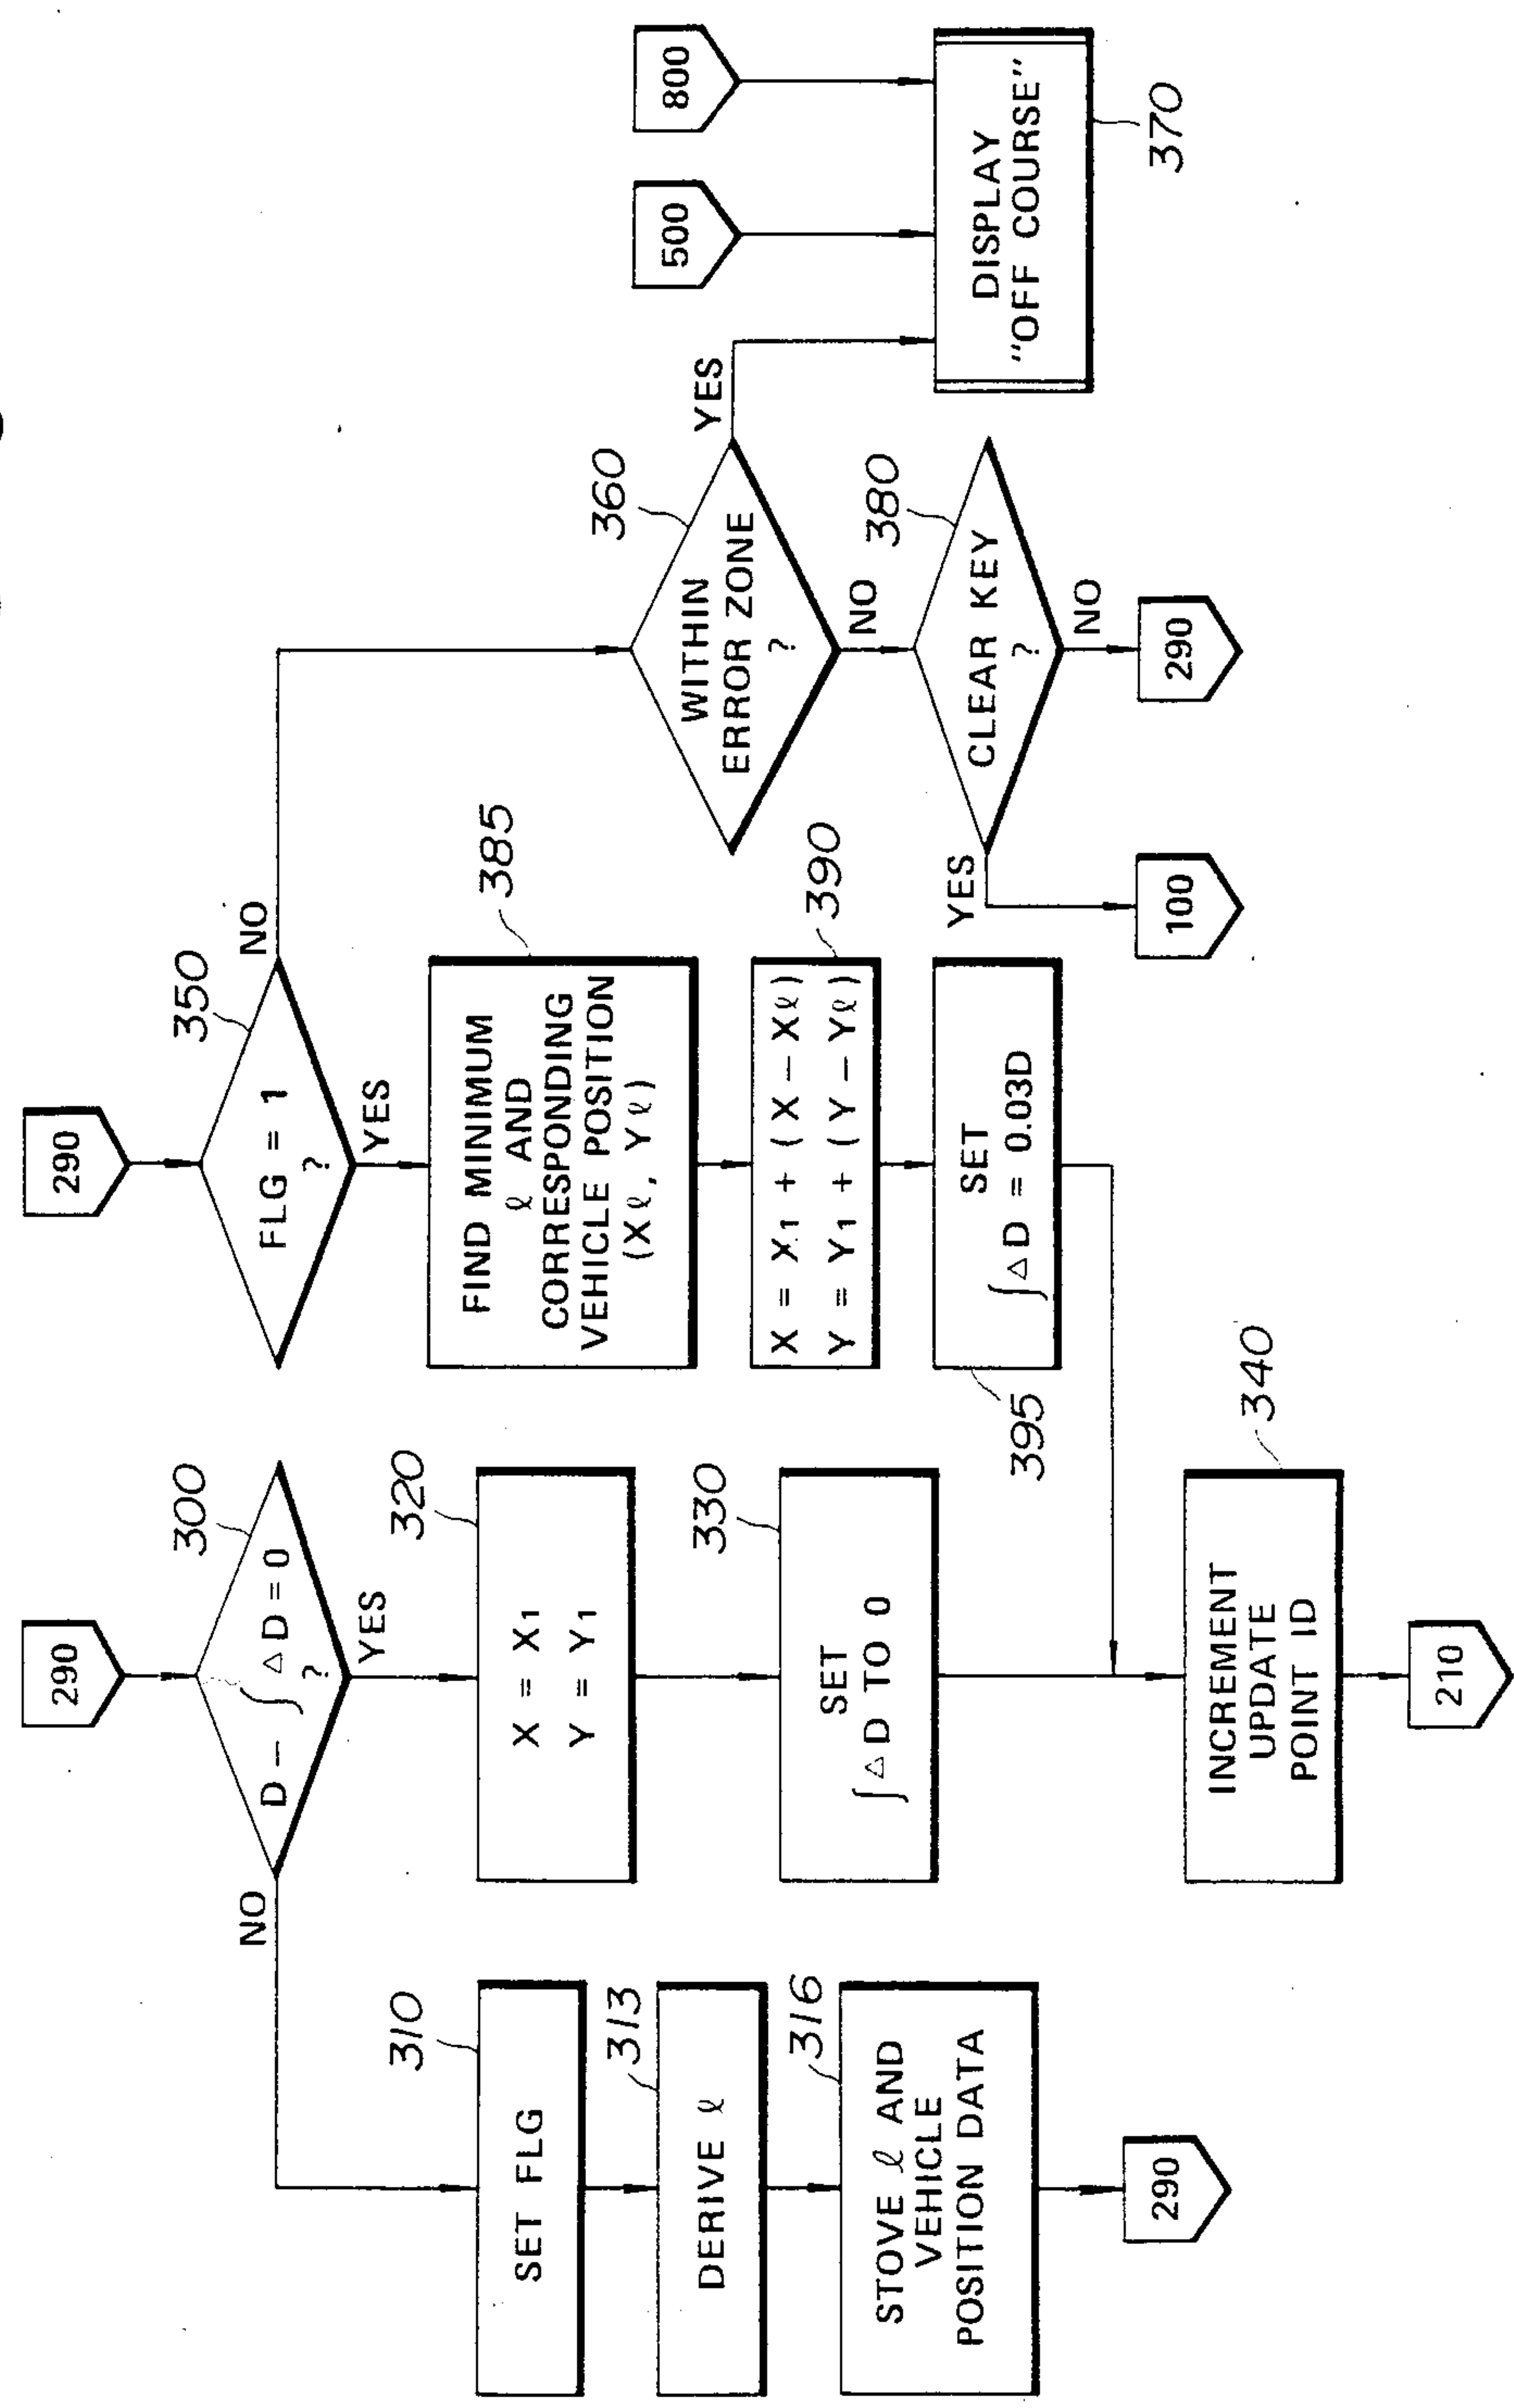 290
300
D − ∫ △D = 0
?
NO
YES
310
SET FLG
313
DERIVE ℓ
316
STOVE ℓ AND
VEHICLE
POSITION DATA
290
320
X = X1
Y = Y1
330
SET
∫ △D TO 0
340
INCREMENT
UPDATE
POINT ID
210
290
350
FLG = 1
?
NO
YES
385
FIND MINIMUM
ℓ AND
CORRESPONDING
VEHICLE POSITION
(Xℓ, Yℓ)
390
X = X1 + (X − Xℓ)
Y = Y1 + (Y − Yℓ)
395
SET
∫ △D = 0.03D
360
WITHIN
ERROR ZONE
?
YES
NO
380
CLEAR KEY
?
YES
NO
100
290
500
800
DISPLAY
"OFF COURSE"
370